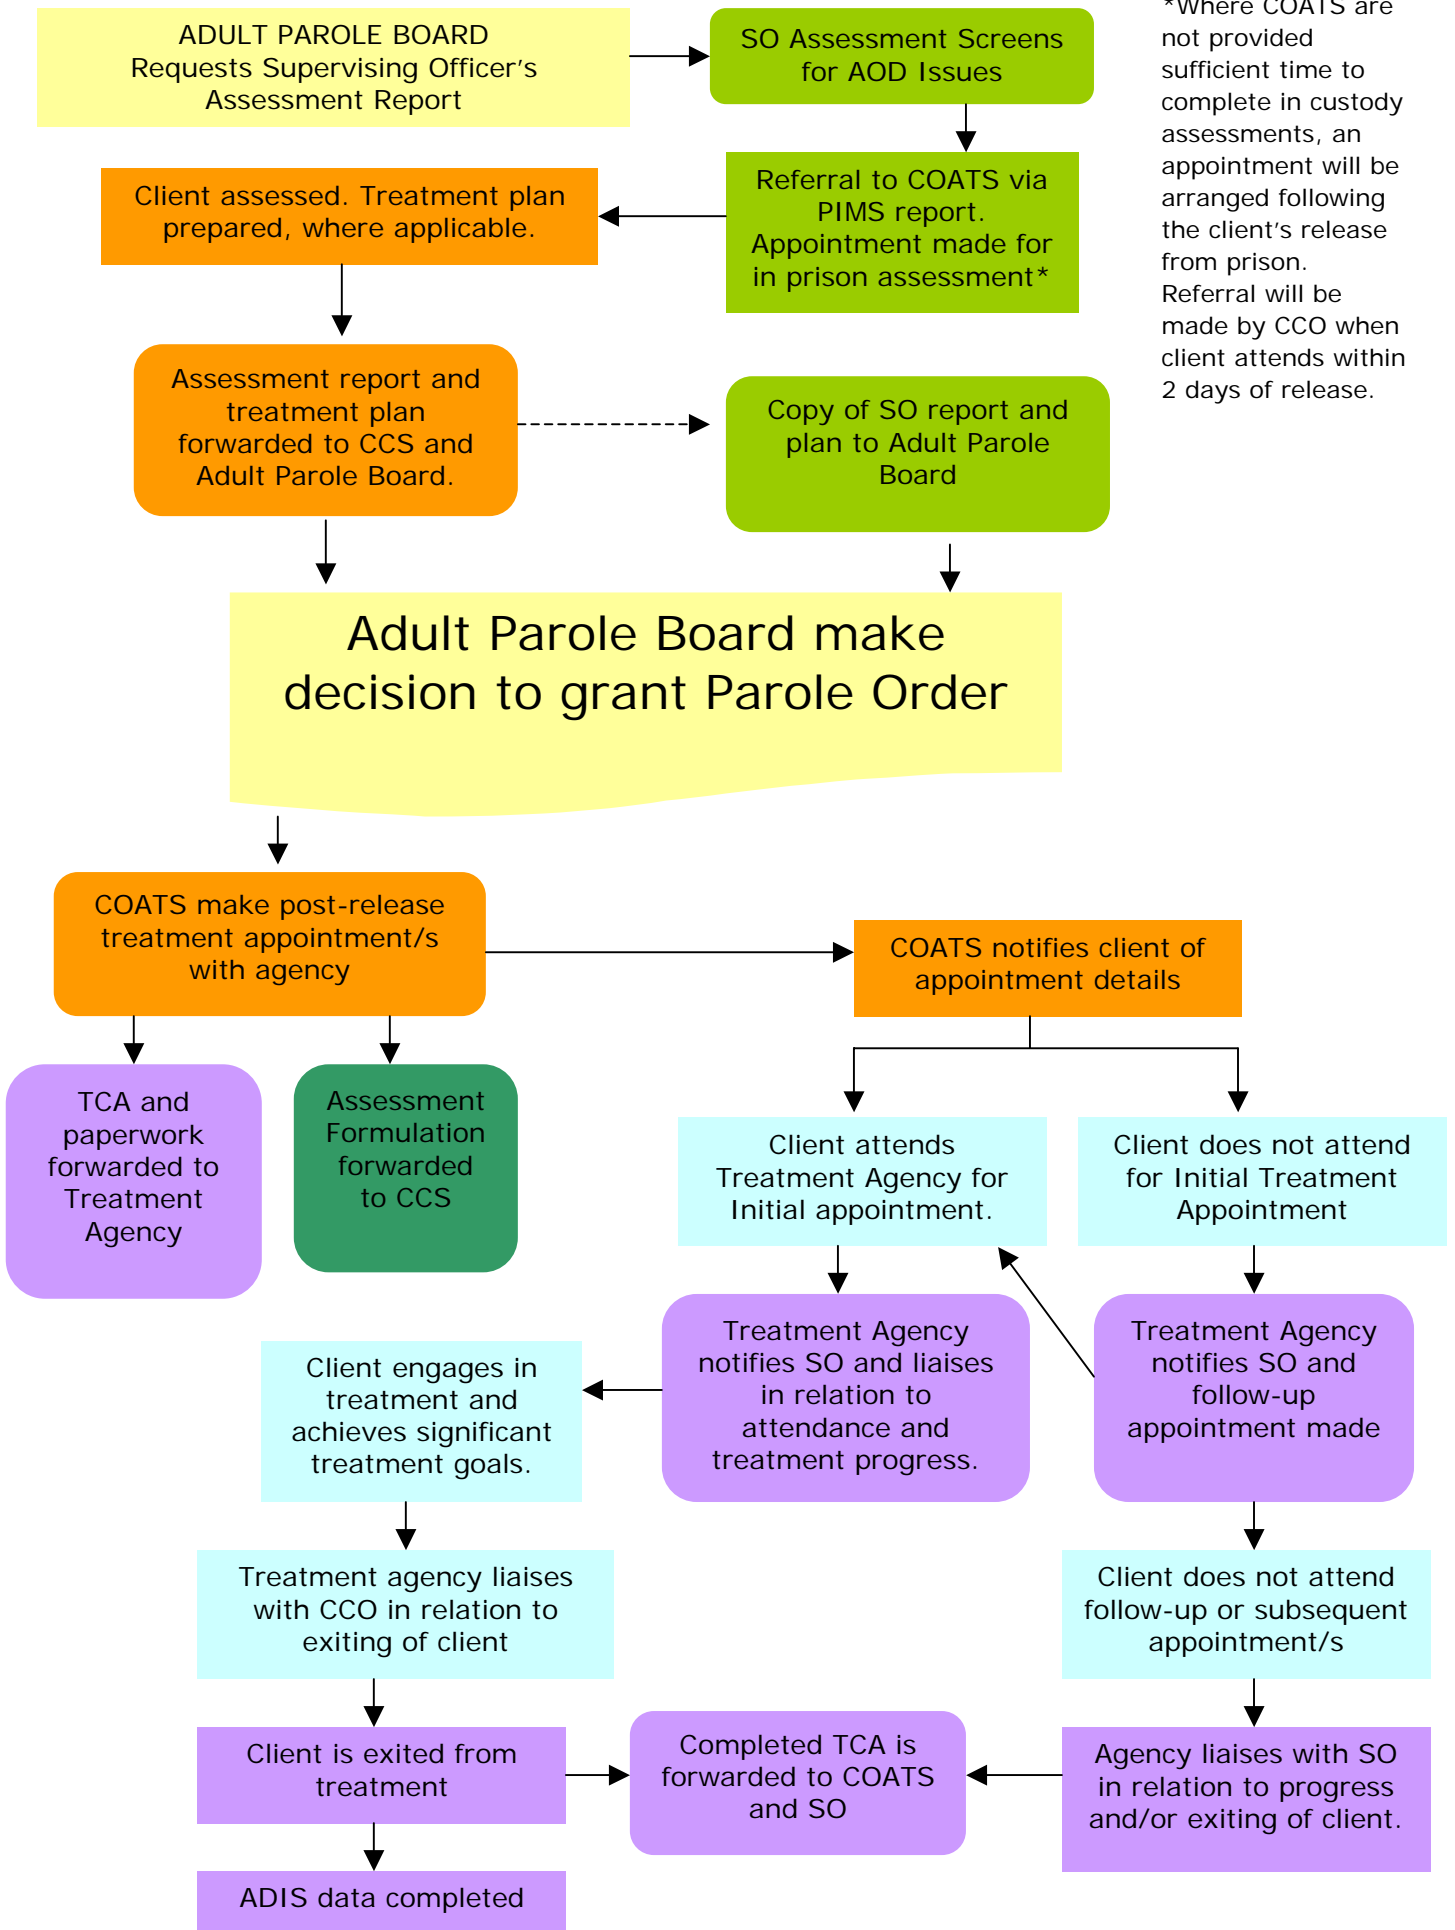 ADULT PAROLE BOARD
Requests Supervising Officer's
Assessment Report
SO Assessment Screens
for AOD Issues
*Where COATS are
not provided
sufficient time to
complete in custody
assessments, an
appointment will be
arranged following
the client's release
from prison.
Referral will be
made by CCO when
client attends within
2 days of release.
Referral to COATS via
PIMS report.
Appointment made for
in prison assessment*
Client assessed. Treatment plan
prepared, where applicable.
Assessment report and
treatment plan
forwarded to CCS and
Adult Parole Board.
Copy of SO report and
plan to Adult Parole
Board
Adult Parole Board make
decision to grant Parole Order
COATS make post-release
treatment appointment/s
with agency
COATS notifies client of
appointment details
TCA and
paperwork
forwarded to
Treatment
Agency
Assessment
Formulation
forwarded
to CCS
Client attends
Treatment Agency for
Initial appointment.
Client does not attend
for Initial Treatment
Appointment
Client engages in
treatment and
achieves significant
treatment goals.
Treatment Agency
notifies SO and liaises
in relation to
attendance and
treatment progress.
Treatment Agency
notifies SO and
follow-up
appointment made
Treatment agency liaises
with CCO in relation to
exiting of client
Client does not attend
follow-up or subsequent
appointment/s
Client is exited from
treatment
Completed TCA is
forwarded to COATS
and SO
Agency liaises with SO
in relation to progress
and/or exiting of client.
ADIS data completed